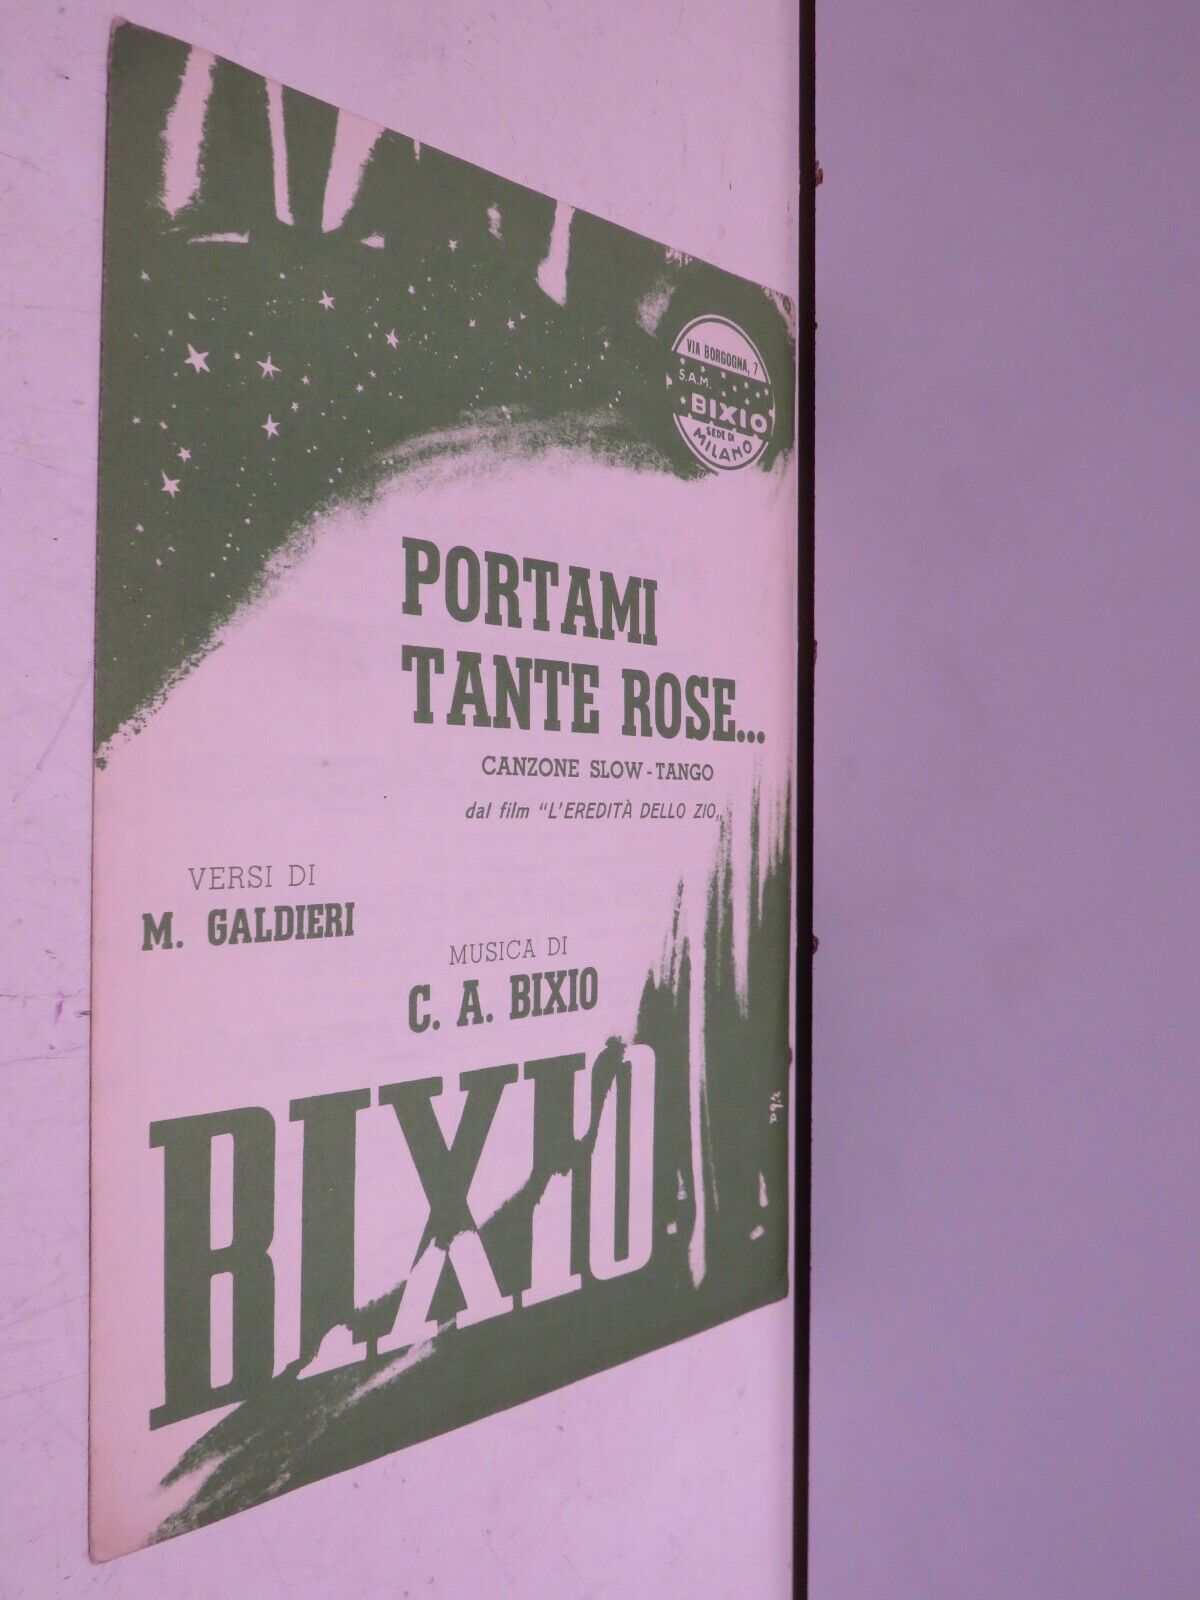 VIA BORGOGNA, 7
S.A.M.
BIXIO
SEDE DI
MILANO
PORTAMI
TANTE ROSE...
CANZONE SLOW-TANGO
dal film "L'EREDITÀ DELLO ZIO„
VERSI DI
M. GALDIERI
MUSICA DI
C. A. BIXIO
BIXIO